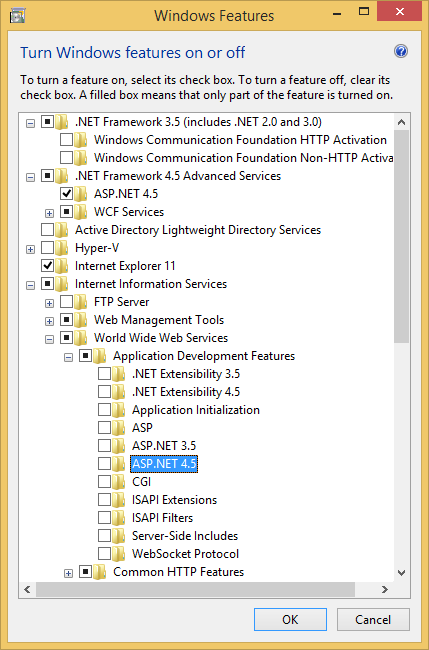 Windows Features
Turn Windows features on or off
To turn a feature on, select its check box. To turn a feature off, clear its
check box. A filled box means that only part of the feature is turned on.
.NET Framework 3.5 (includes .NET 2.0 and 3.0)
Windows Communication Foundation HTTP Activation
Windows Communication Foundation Non-HTTP Activa
.NET Framework 4.5 Advanced Services
ASP.NET 4.5
WCF Services
Active Directory Lightweight Directory Services
Hyper-V
Internet Explorer 11
Internet Information Services
FTP Server
Web Management Tools
World Wide Web Services
Application Development Features
.NET Extensibility 3.5
.NET Extensibility 4.5
Application Initialization
ASP
ASP.NET 3.5
ASP.NET 4.5
CGI
ISAPI Extensions
ISAPI Filters
Server-Side Includes
WebSocket Protocol
Common HTTP Features
OK
Cancel